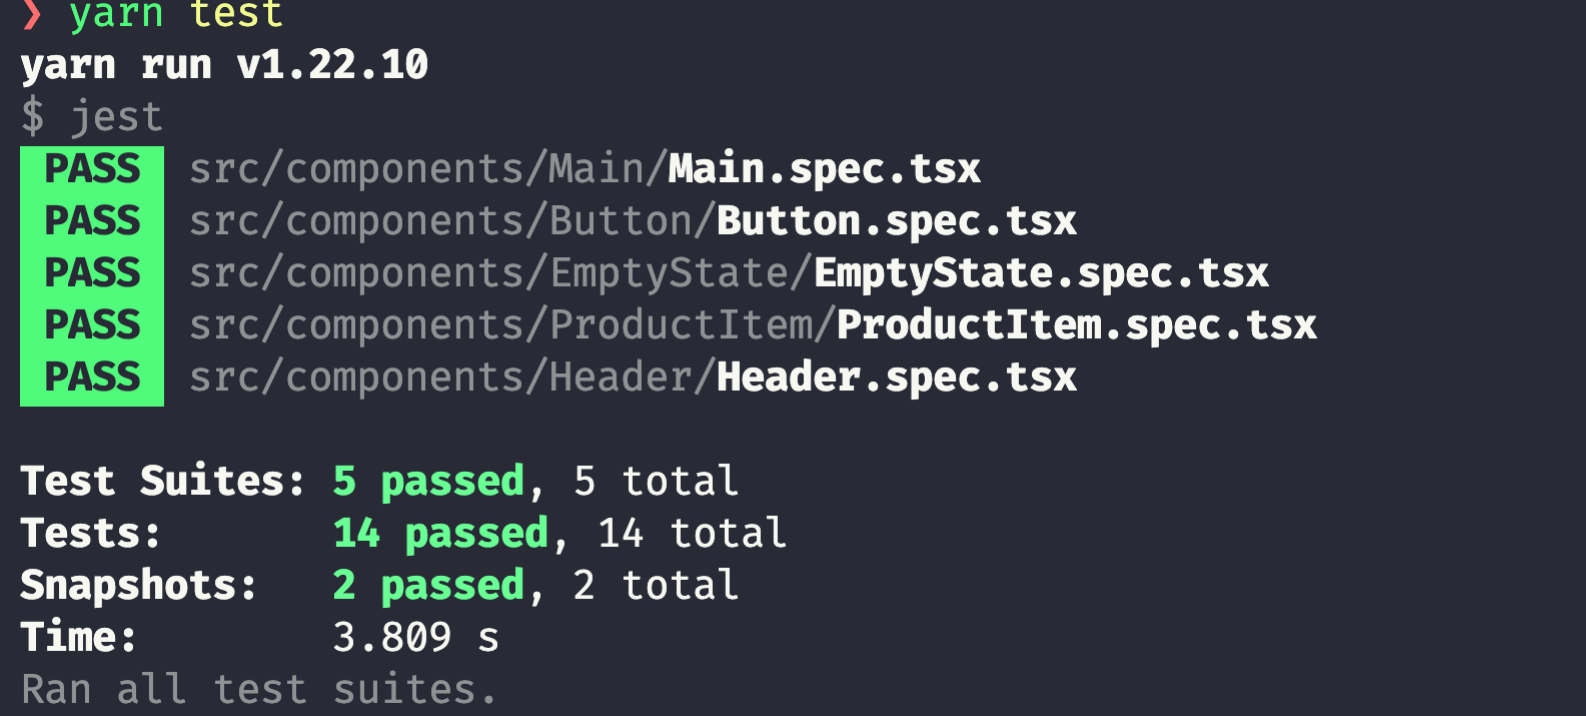 ❯ yarn test
yarn run v1.22.10
$ jest
PASS src/components/Main/Main.spec.tsx
PASS src/components/Button/Button.spec.tsx
PASS src/components/EmptyState/EmptyState.spec.tsx
PASS src/components/ProductItem/ProductItem.spec.tsx
PASS src/components/Header/Header.spec.tsx
Test Suites: 5 passed, 5 total
Tests: 14 passed, 14 total
Snapshots: 2 passed, 2 total
Time: 3.809 s
Ran all test suites.